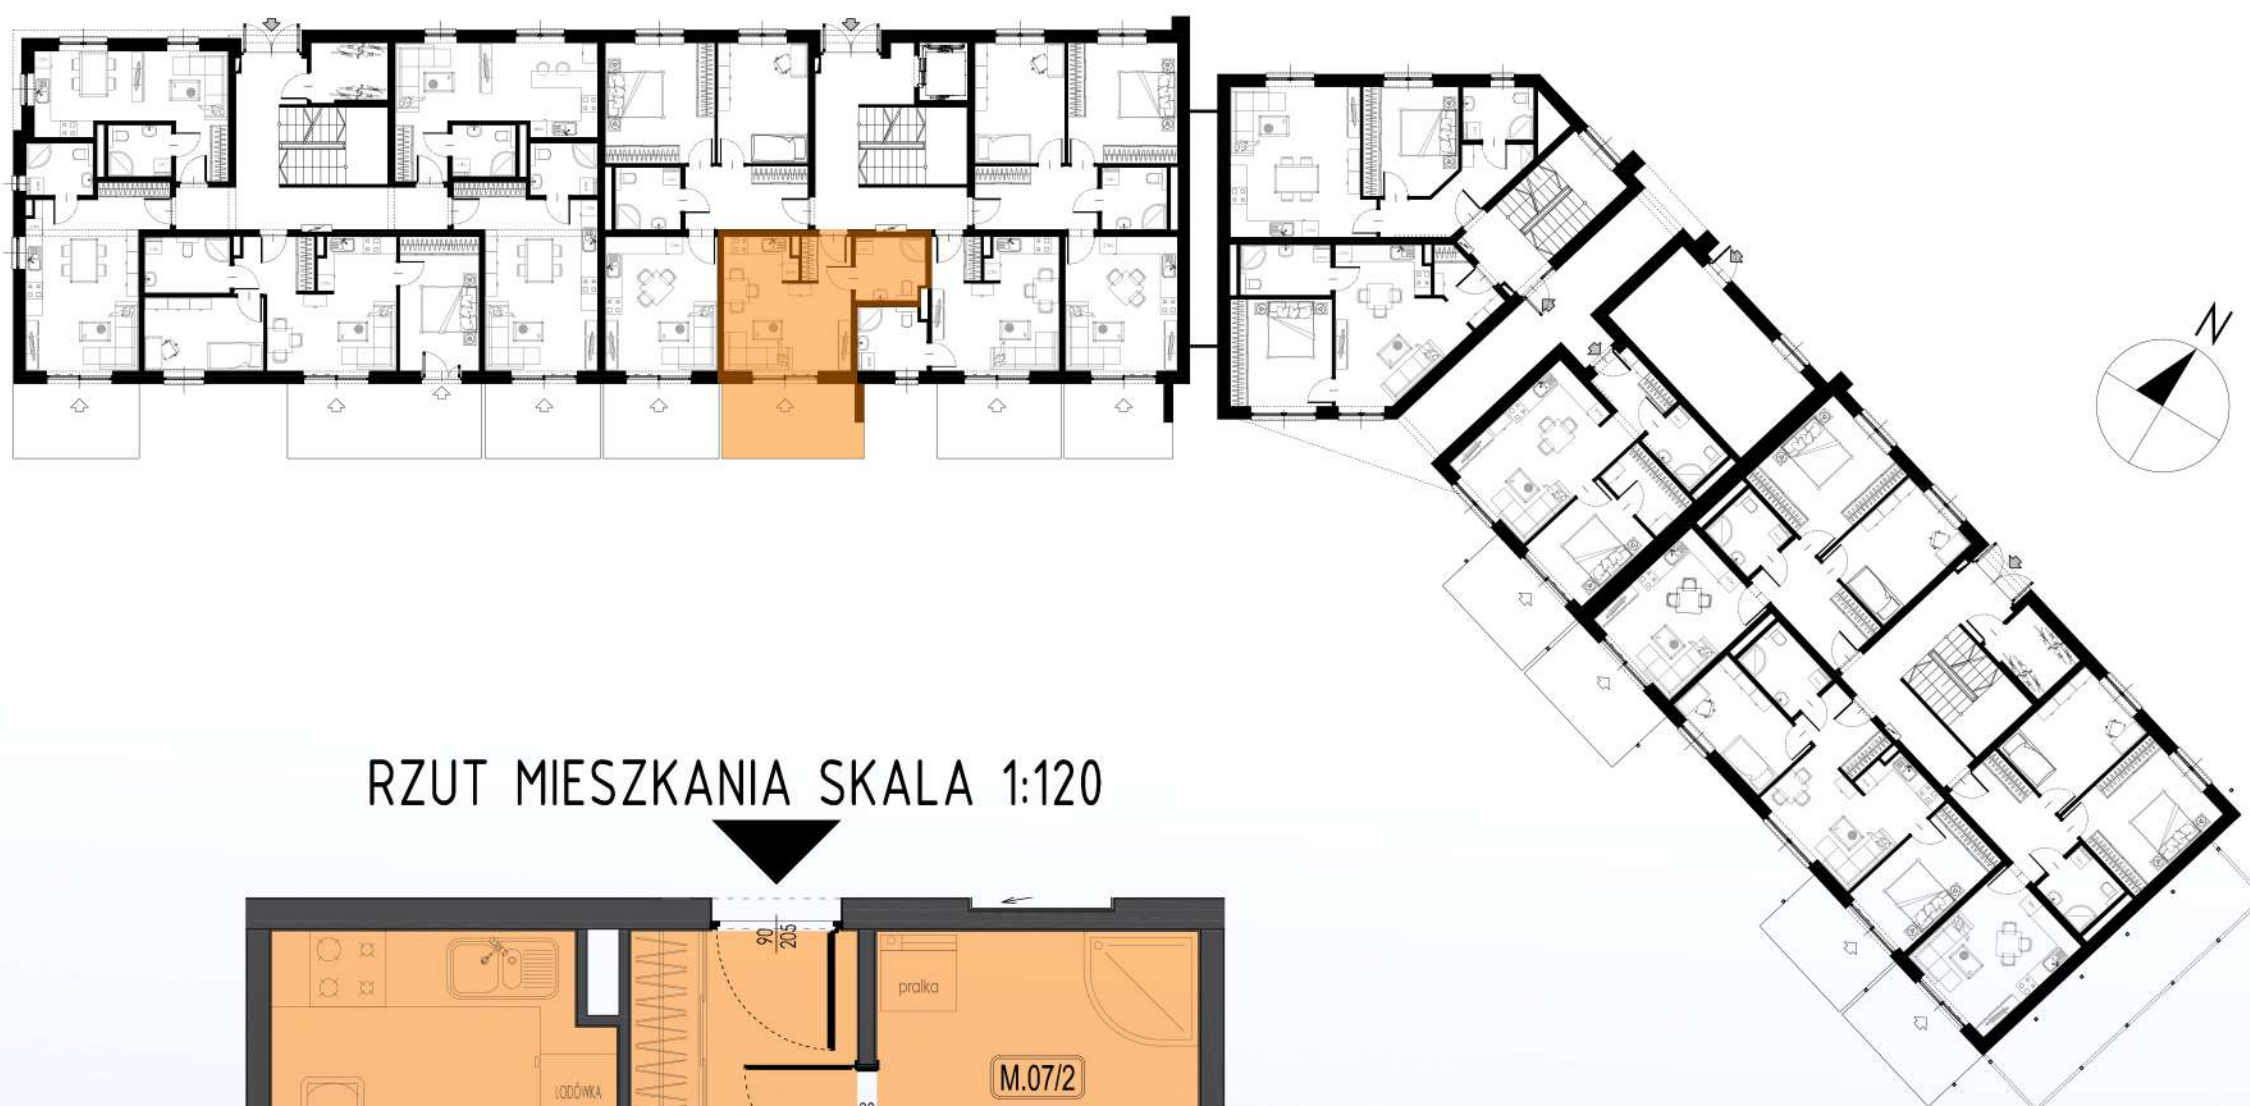 N
RZUT MIESZKANIA SKALA 1:120
90
205
pralka
M.07/2
LODÓWKA